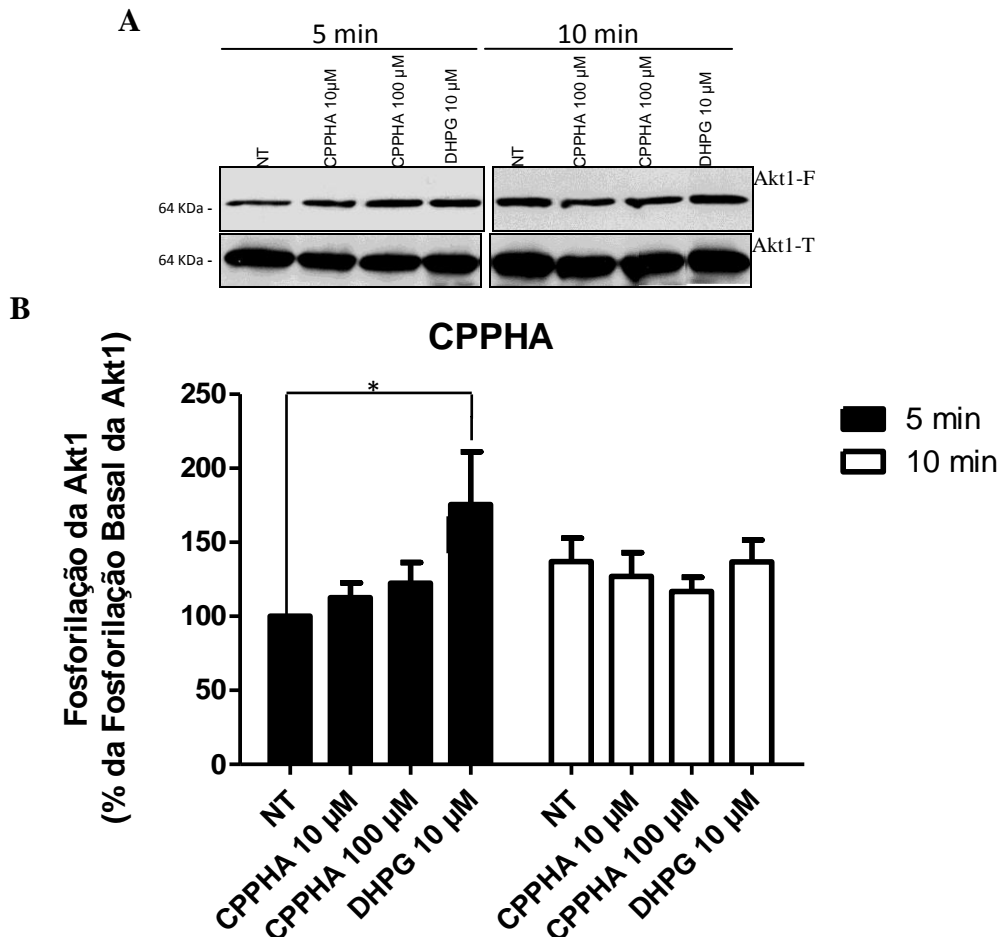 A
5 min
10 min
NT
CPPHA 10µM
CPPHA 100 µM
DHPG 10 µM
NT
CPPHA 100 µM
CPPHA 100 µM
DHPG 10 µM
64 KDa -
Akt1-F
64 KDa -
Akt1-T
B
CPPHA
Fosforilação da Akt1
(% da Fosforilação Basal da Akt1)
250
200
150
100
50
0
*
5 min
10 min
NT
CPPHA 10 µM
CPPHA 100 µM
DHPG 10 µM
NT
CPPHA 10 µM
CPPHA 100 µM
DHPG 10 µM